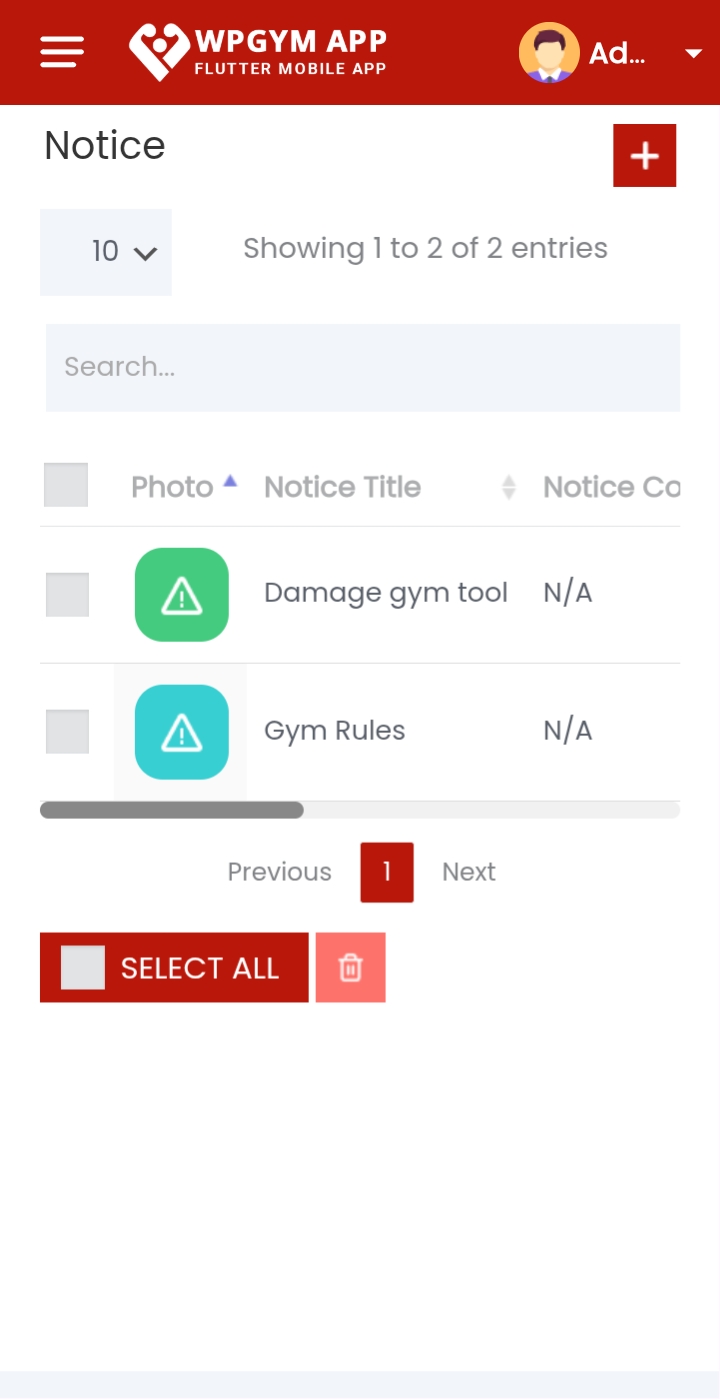 WPGYM APP
FLUTTER MOBILE APP
Ad...
Notice
10
Showing 1 to 2 of 2 entries
Search...
Photo Notice Title Notice Co
Damage gym tool N/A
Gym Rules N/A
Previous 1 Next
SELECT ALL